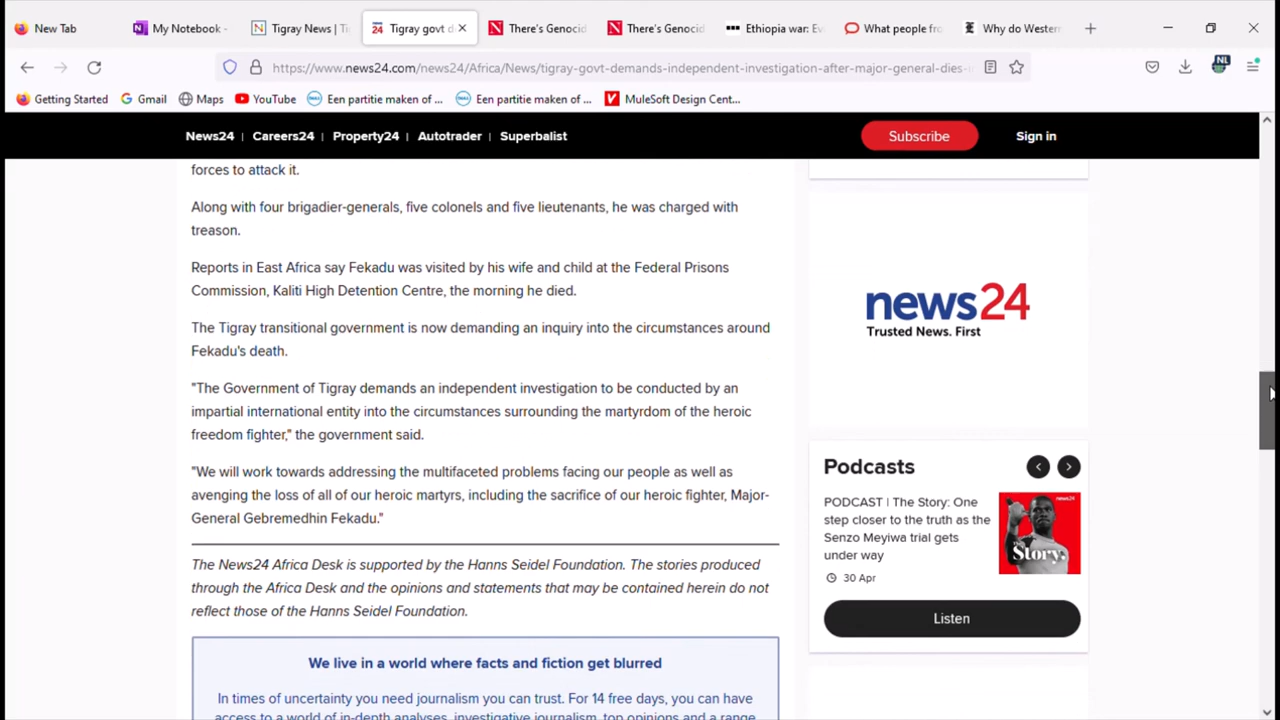 New Tab
My Notebook -
Tigray News | Ti
Tigray govt d
There's Genocid
There's Genocid
Ethiopia war: Ev
What people fro
Why do Western
https://www.news24.com/news24/Africa/News/tigray-govt-demands-independent-investigation-after-major-general-dies-i
NL
Getting Started
Gmail
Maps
YouTube
Een partitie maken of ...
Een partitie maken of ...
MuleSoft Design Cent...
News24 | Careers24 | Property24 | Autotrader | Superbalist
Subscribe
Sign in
forces to attack it.
Along with four brigadier-generals, five colonels and five lieutenants, he was charged with
treason.
Reports in East Africa say Fekadu was visited by his wife and child at the Federal Prisons
Commission, Kaliti High Detention Centre, the morning he died.
The Tigray transitional government is now demanding an inquiry into the circumstances around
Fekadu's death.
"The Government of Tigray demands an independent investigation to be conducted by an
impartial international entity into the circumstances surrounding the martyrdom of the heroic
freedom fighter," the government said.
"We will work towards addressing the multifaceted problems facing our people as well as
avenging the loss of all of our heroic martyrs, including the sacrifice of our heroic fighter, Major-
General Gebremedhin Fekadu."
The News24 Africa Desk is supported by the Hanns Seidel Foundation. The stories produced
through the Africa Desk and the opinions and statements that may be contained herein do not
reflect those of the Hanns Seidel Foundation.
We live in a world where facts and fiction get blurred
In times of uncertainty you need journalism you can trust. For 14 free days, you can have
access to a world of in-depth analyses, investigative journalism, top opinions and a range
news24
Trusted News. First
Podcasts
PODCAST | The Story: One
step closer to the truth as the
Senzo Meyiwa trial gets
under way
30 Apr
news24
The Story.
Listen